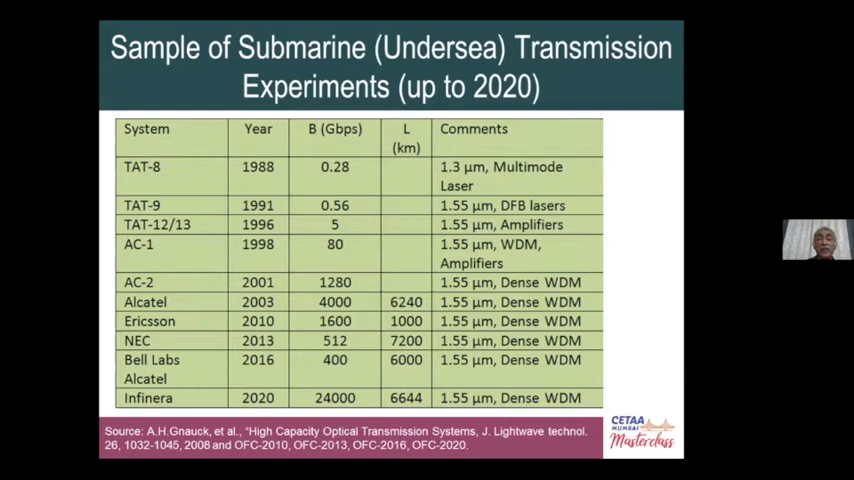 Sample of Submarine (Undersea) Transmission
Experiments (up to 2020)
System Year B (Gbps) L (km) Comments
TAT-8 1988 0.28 1.3 µm, Multimode Laser
TAT-9 1991 0.56 1.55 µm, DFB lasers
TAT-12/13 1996 5 1.55 µm, Amplifiers
AC-1 1998 80 1.55 µm, WDM, Amplifiers
AC-2 2001 1280 1.55 µm, Dense WDM
Alcatel 2003 4000 6240 1.55 µm, Dense WDM
Ericsson 2010 1600 1000 1.55 µm, Dense WDM
NEC 2013 512 7200 1.55 µm, Dense WDM
Bell Labs Alcatel 2016 400 6000 1.55 µm, Dense WDM
Infinera 2020 24000 6644 1.55 µm, Dense WDM
Source: A.H.Gnauck, et al., "High Capacity Optical Transmission Systems, J. Lightwave technol.
26, 1032-1045, 2008 and OFC-2010, OFC-2013, OFC-2016, OFC-2020.
CETAA
MUMBAI
Masterclass